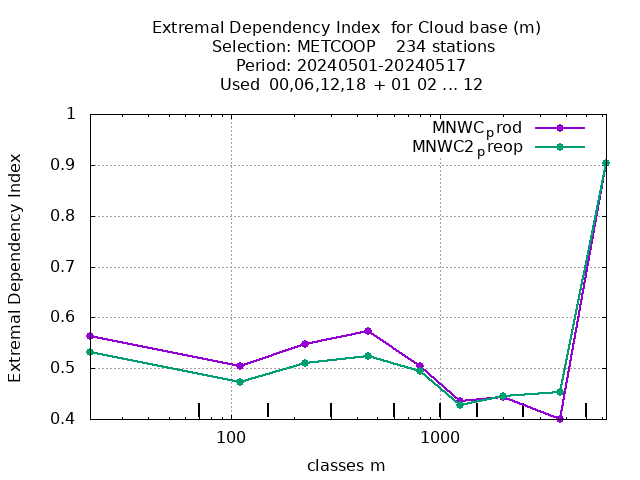 Extremal Dependency Index  for Cloud base (m)
Selection: METCOOP    234 stations
Period: 20240501-20240517
Used  00,06,12,18  + 01 02 ... 12
MNWCprod
MNWC2preop
Extremal Dependency Index
1
0.9
0.8
0.7
0.6
0.5
0.4
100
1000
classes m